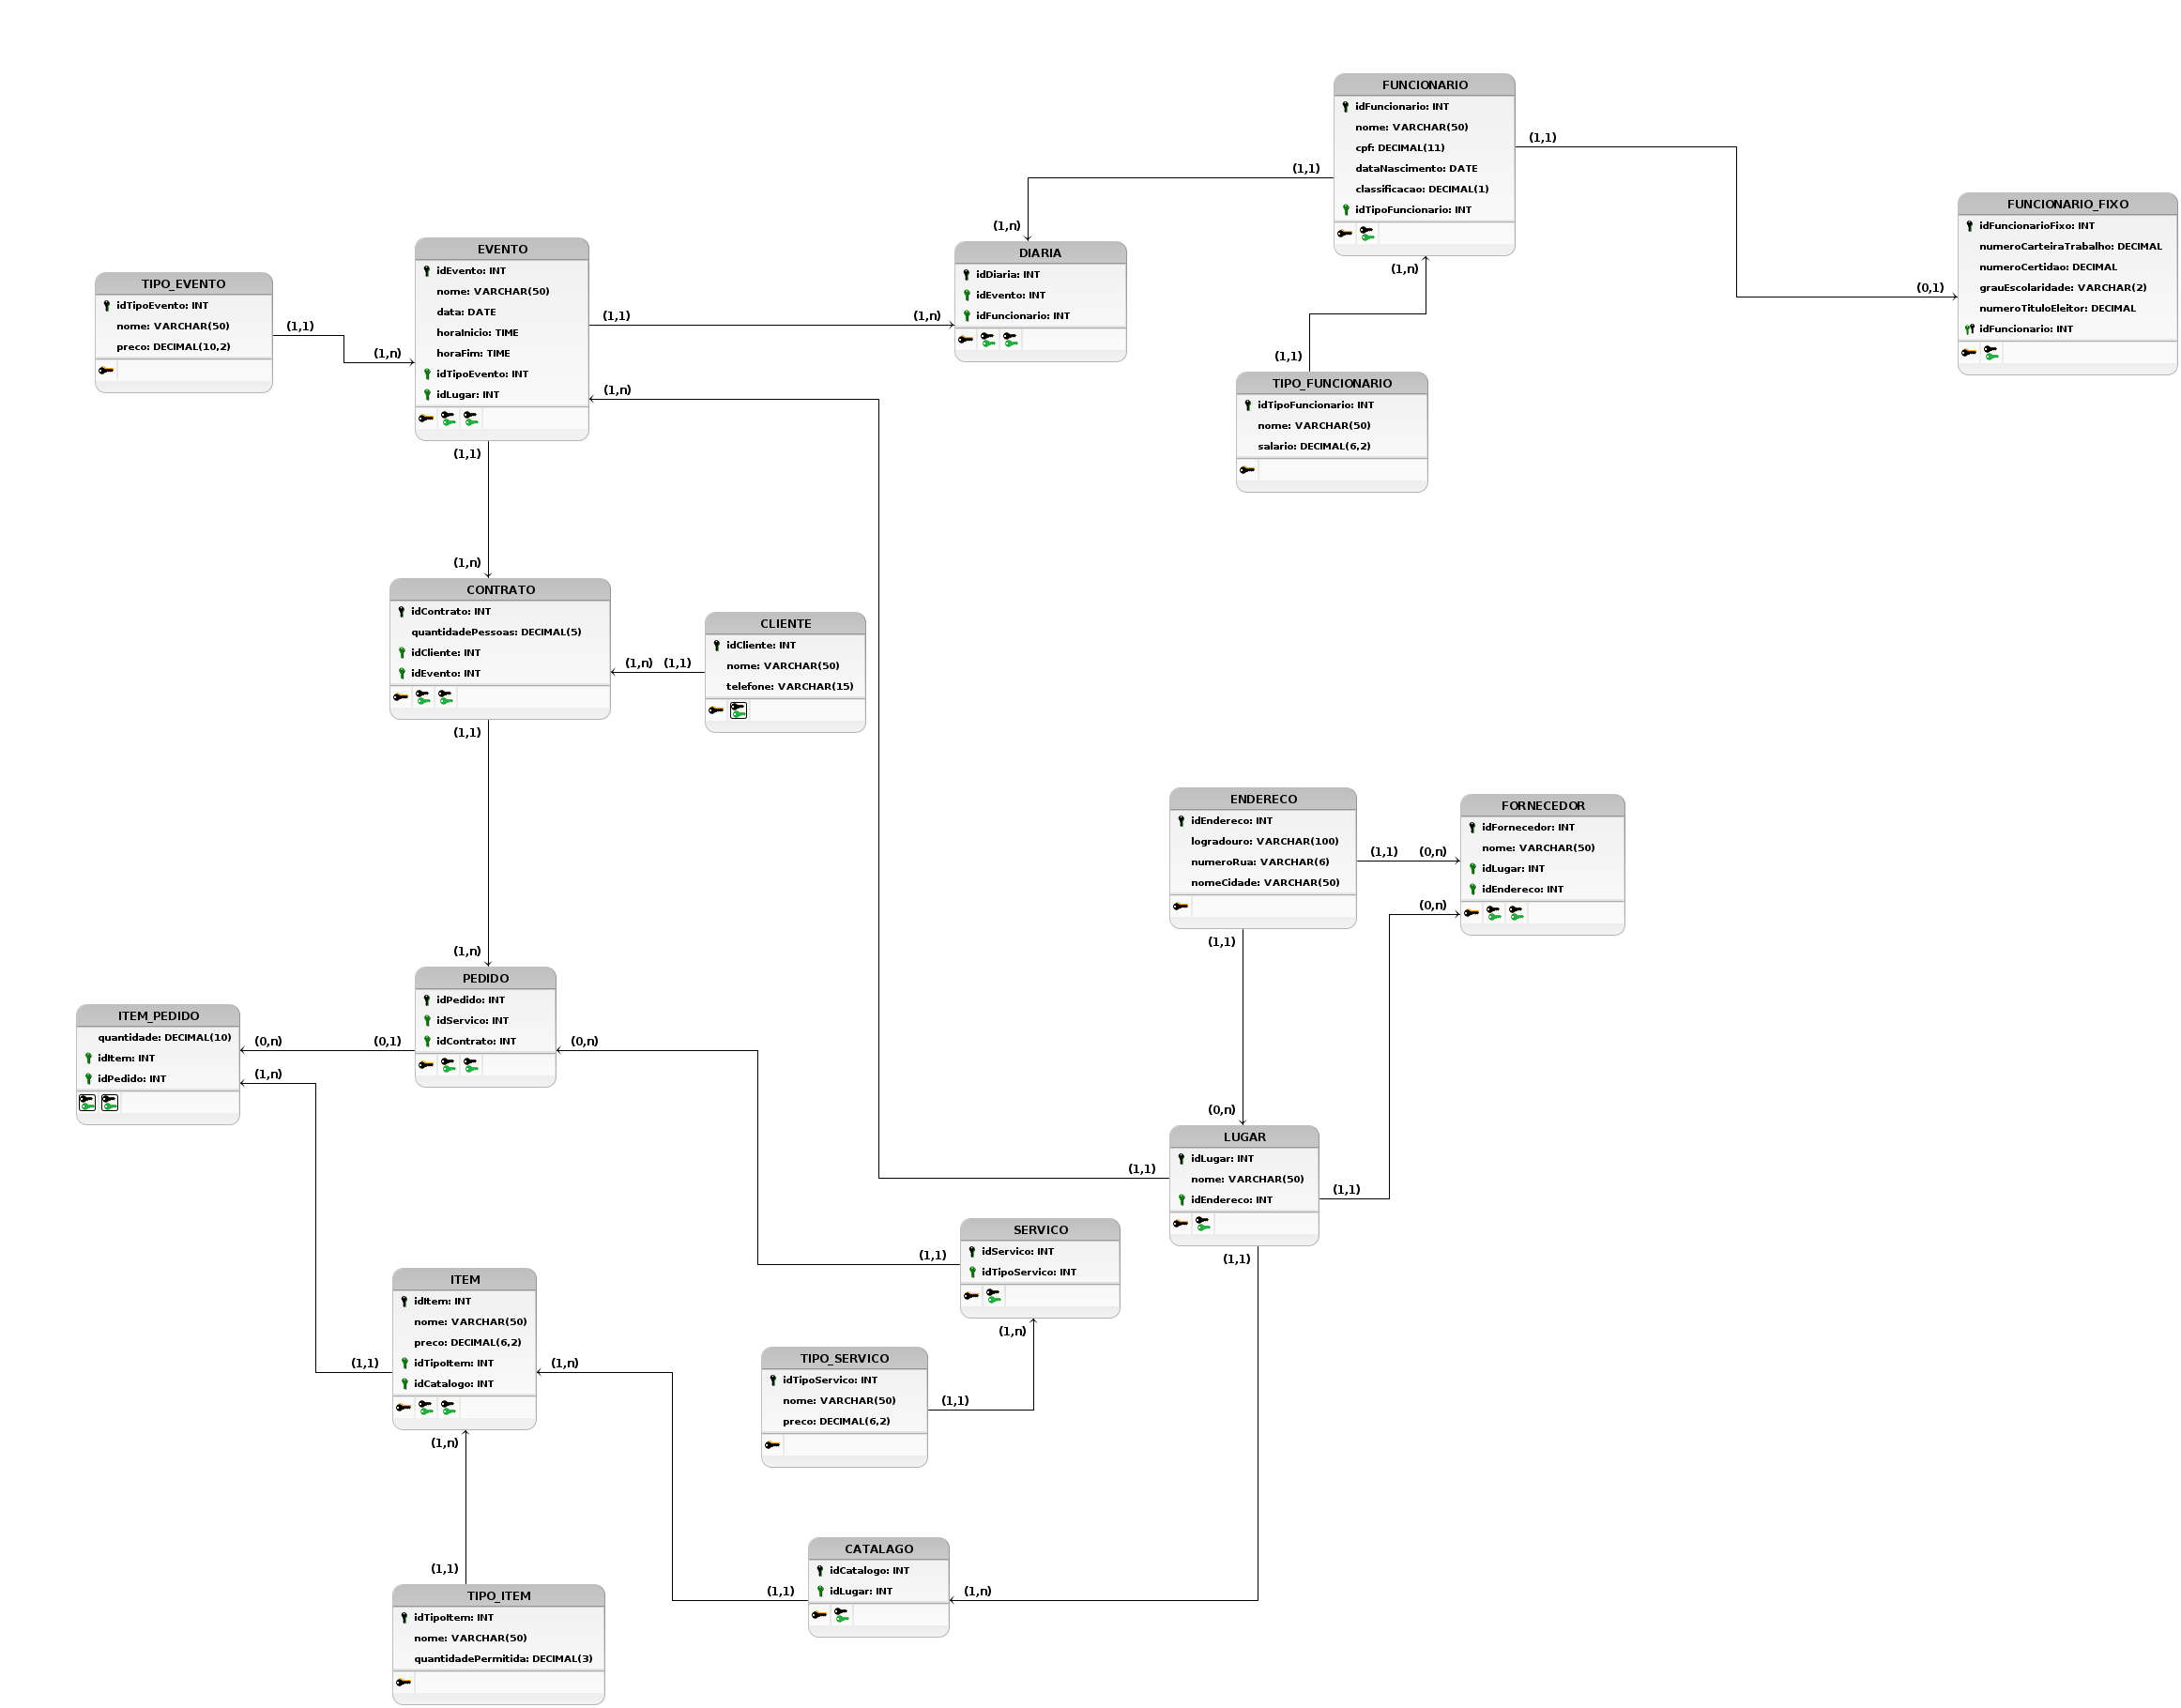 FUNCIONARIO
idFuncionario: INT
nome: VARCHAR(50)
cpf: DECIMAL(11)
dataNascimento: DATE
classificacao: DECIMAL(1)
idTipoFuncionario: INT
(1,1)
(1,1)
(1,n)
(1,n)
(0,1)
FUNCIONARIO_FIXO
idFuncionarioFixo: INT
numeroCarteiraTrabalho: DECIMAL
numeroCertidao: DECIMAL
grauEscolaridade: VARCHAR(2)
numeroTituloEleitor: DECIMAL
idFuncionario: INT
TIPO_EVENTO
idTipoEvento: INT
nome: VARCHAR(50)
preco: DECIMAL(10,2)
(1,1)
(1,n)
EVENTO
idEvento: INT
nome: VARCHAR(50)
data: DATE
horaInicio: TIME
horaFim: TIME
idTipoEvento: INT
idLugar: INT
(1,1)
(1,n)
(1,n)
(1,1)
DIARIA
idDiaria: INT
idEvento: INT
idFuncionario: INT
(1,1)
TIPO_FUNCIONARIO
idTipoFuncionario: INT
nome: VARCHAR(50)
salario: DECIMAL(6,2)
(1,n)
CONTRATO
idContrato: INT
quantidadePessoas: DECIMAL(5)
idCliente: INT
idEvento: INT
(1,n)
(1,1)
(1,1)
CLIENTE
idCliente: INT
nome: VARCHAR(50)
telefone: VARCHAR(15)
ENDERECO
idEndereco: INT
logradouro: VARCHAR(100)
numeroRua: VARCHAR(6)
nomeCidade: VARCHAR(50)
(1,1)
(0,n)
(0,n)
(1,1)
FORNECEDOR
idFornecedor: INT
nome: VARCHAR(50)
idLugar: INT
idEndereco: INT
(1,n)
PEDIDO
idPedido: INT
idServico: INT
idContrato: INT
(0,1)
(0,n)
ITEM_PEDIDO
quantidade: DECIMAL(10)
idItem: INT
idPedido: INT
(0,n)
(1,n)
(0,n)
LUGAR
idLugar: INT
nome: VARCHAR(50)
idEndereco: INT
(1,1)
(1,1)
(1,1)
SERVICO
idServico: INT
idTipoServico: INT
(1,1)
(1,n)
ITEM
idItem: INT
nome: VARCHAR(50)
preco: DECIMAL(6,2)
idTipoItem: INT
idCatalogo: INT
(1,1)
(1,n)
(1,n)
TIPO_SERVICO
idTipoServico: INT
nome: VARCHAR(50)
preco: DECIMAL(6,2)
(1,1)
CATALAGO
idCatalogo: INT
idLugar: INT
(1,1)
(1,n)
(1,1)
TIPO_ITEM
idTipoItem: INT
nome: VARCHAR(50)
quantidadePermitida: DECIMAL(3)